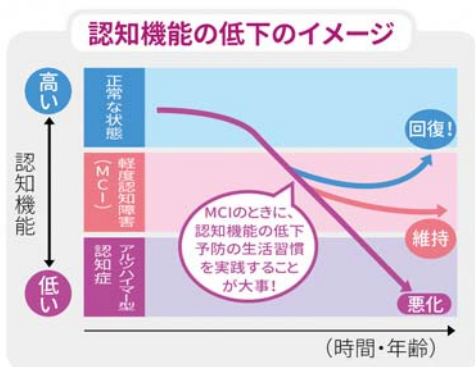 認知機能の低下のイメージ
高い
認知機能
低い
正常な状態
軽度認知障害
(MCI)
アルツハイマー型
認知症
回復!
維持
悪化
MCIのときに、
認知機能の低下
予防の生活習慣
を実践すること
が大事!
(時間・年齢)